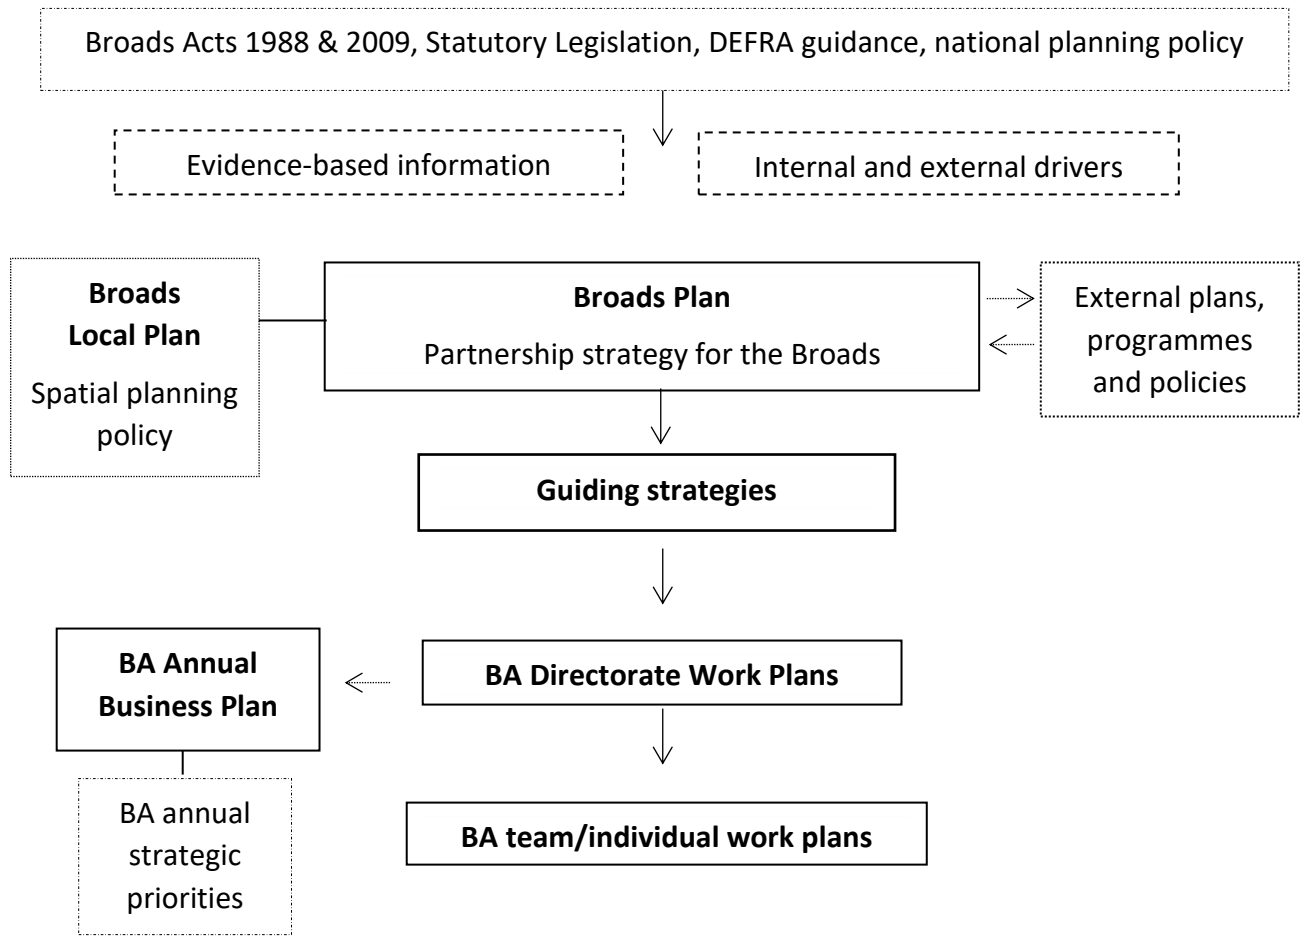 Broads Acts 1988 & 2009, Statutory Legislation, DEFRA guidance, national planning policy
Evidence-based information
Internal and external drivers
Broads
Local Plan
Spatial planning
policy
Broads Plan
Partnership strategy for the Broads
External plans,
programmes
and policies
Guiding strategies
BA Annual
Business Plan
BA Directorate Work Plans
BA annual
strategic
priorities
BA team/individual work plans